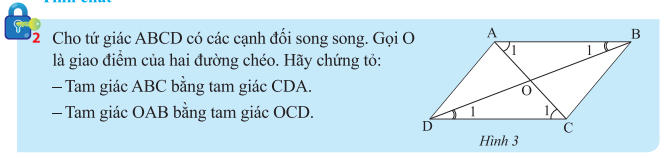 2 Cho tứ giác ABCD có các cạnh đối song song. Gọi O
là giao điểm của hai đường chéo. Hãy chứng tỏ:
– Tam giác ABC bằng tam giác CDA.
– Tam giác OAB bằng tam giác OCD.
A B
1 1
O
1 1
D C
Hình 3